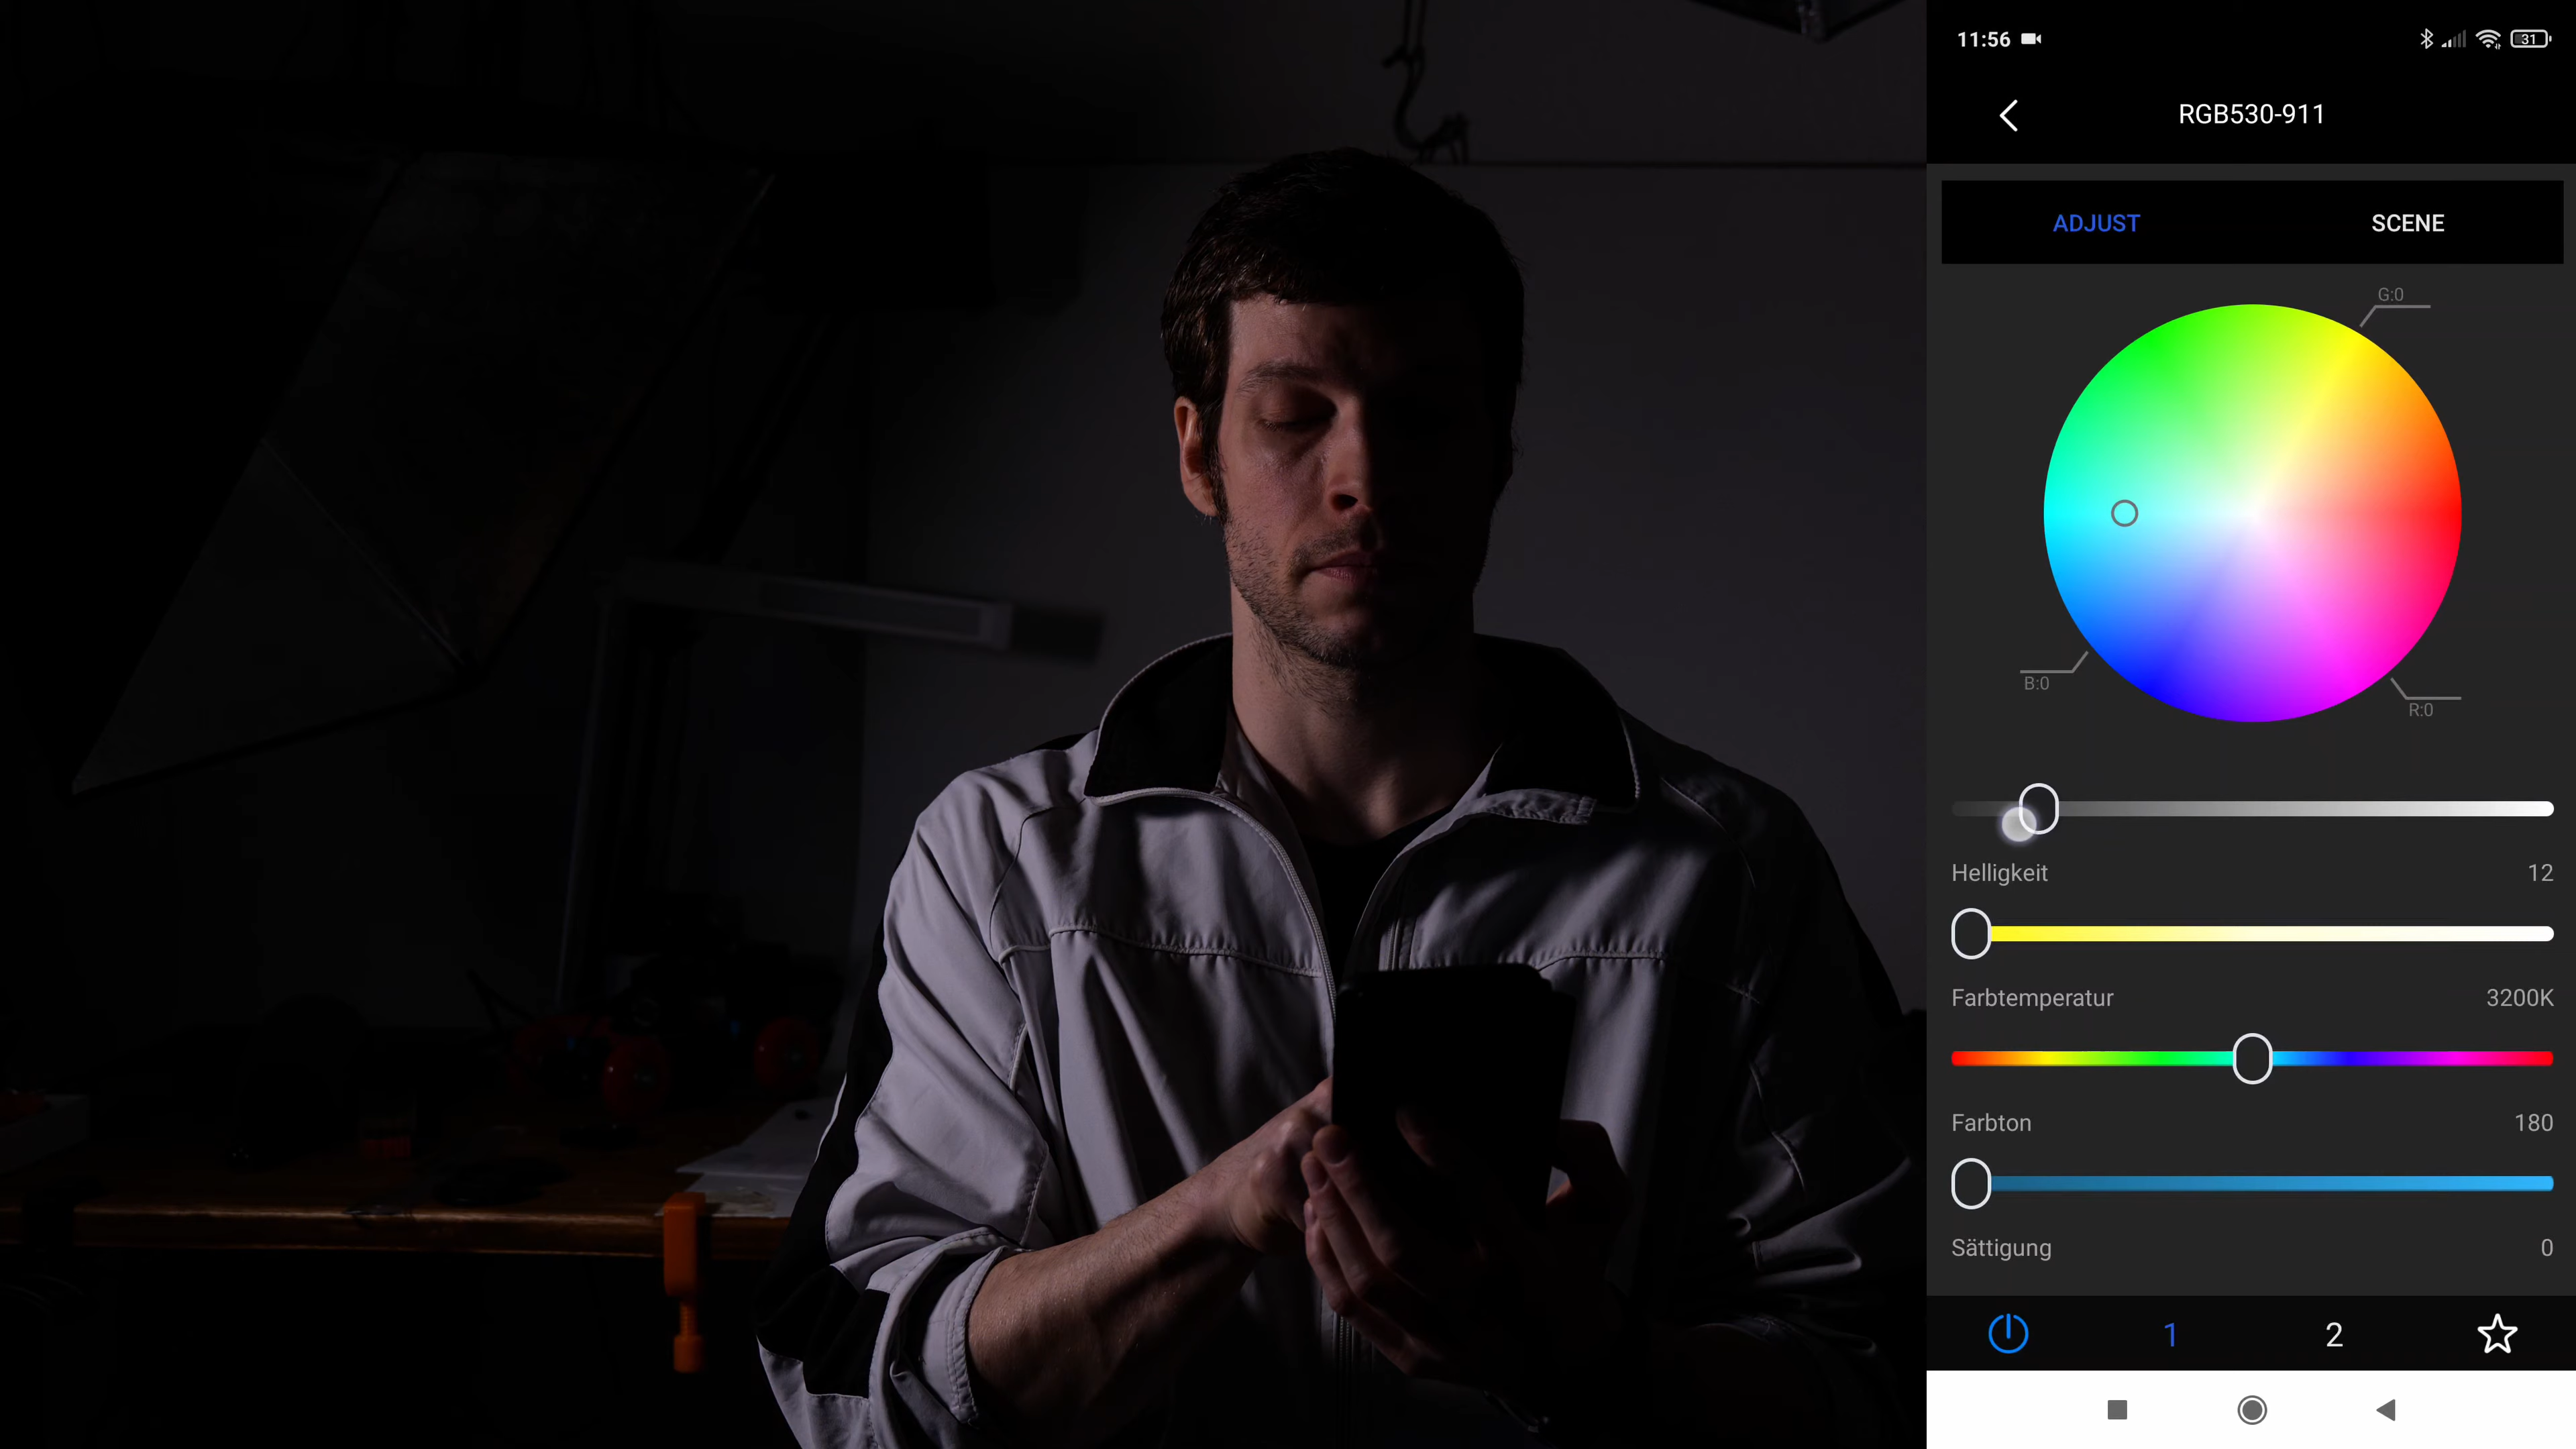 11:56
31
RGB530-911
ADJUST
SCENE
G:0
B:0
R:0
Helligkeit
12
Farbtemperatur
3200K
Farbton
180
Sättigung
0
1
2